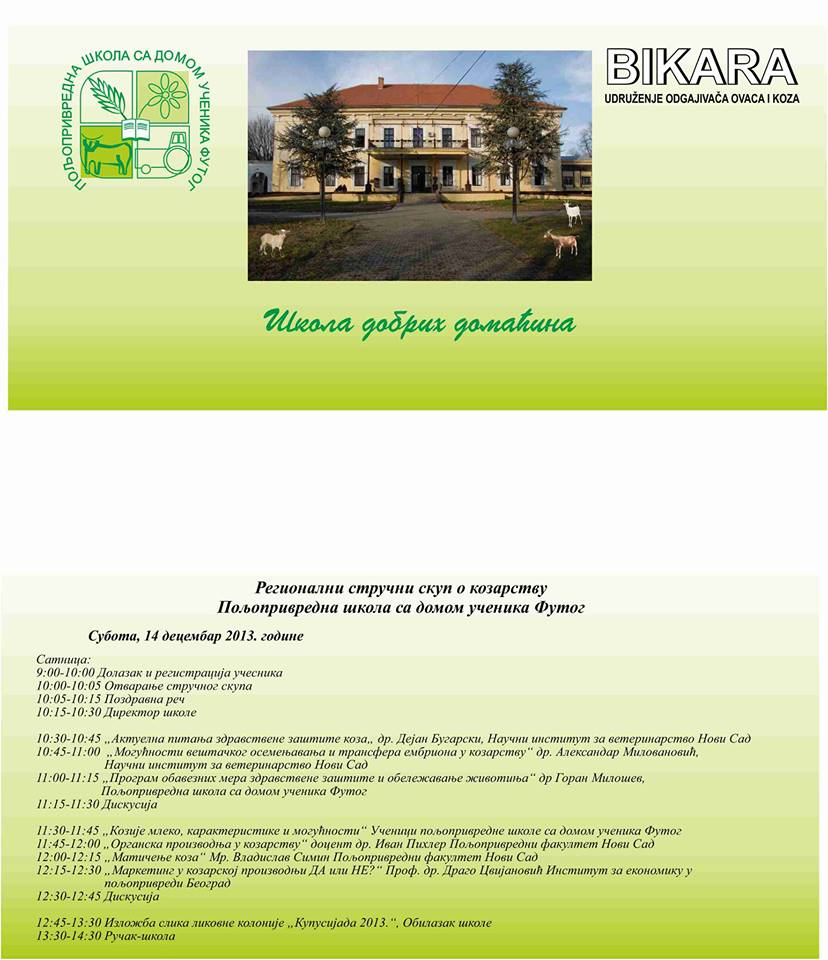 ПОЉОПРИВРЕДНА ШКОЛА СА ДОМОМ УЧЕНИКА ФУТОГ
BIKARA
UDRUŽENJE ODGAJIVAČA OVACA I KOZA
Школа добрих домаћина
Регионални стручни скуп о козарству
Пољопривредна школа са домом ученика Футог
Субота, 14 децембар 2013. године
Сатница:
9:00-10:00 Долазак и регистрација учесника
10:00-10:05 Отварање стручног скупа
10:05-10:15 Поздравна реч
10:15-10:30 Директор школе
10:30-10:45 „Актуелна питања здравствене заштите коза„ др. Дејан Бугарски, Научни институт за ветеринарство Нови Сад
10:45-11:00 „Могућности вештачког осемењавања и трансфера ембриона у козарству“ др. Александар Миловановић,
Научни институт за ветеринарство Нови Сад
11:00-11:15 „Програм обавезних мера здравствене заштите и обележавање животиња“ др Горан Милошев,
Пољопривредна школа са домом ученика Футог
11:15-11:30 Дискусија
11:30-11:45 „Козије млеко, карактеристике и могућности“ Ученици пољопривредне школе са домом ученика Футог
11:45-12:00 „Органска производња у козарству“ доцент др. Иван Пихлер Пољопривредни факултет Нови Сад
12:00-12:15 „Матичење коза“ Мр. Владислав Симин Пољопривредни факултет Нови Сад
12:15-12:30 „Маркетинг у козарској производњи ДА или НЕ?“ Проф. др. Драго Цвијановић Институт за економику у
пољопривреди Београд
12:30-12:45 Дискусија
12:45-13:30 Изложба слика ликовне колоније „Купусијада 2013.“, Обилазак школе
13:30-14:30 Ручак-школа